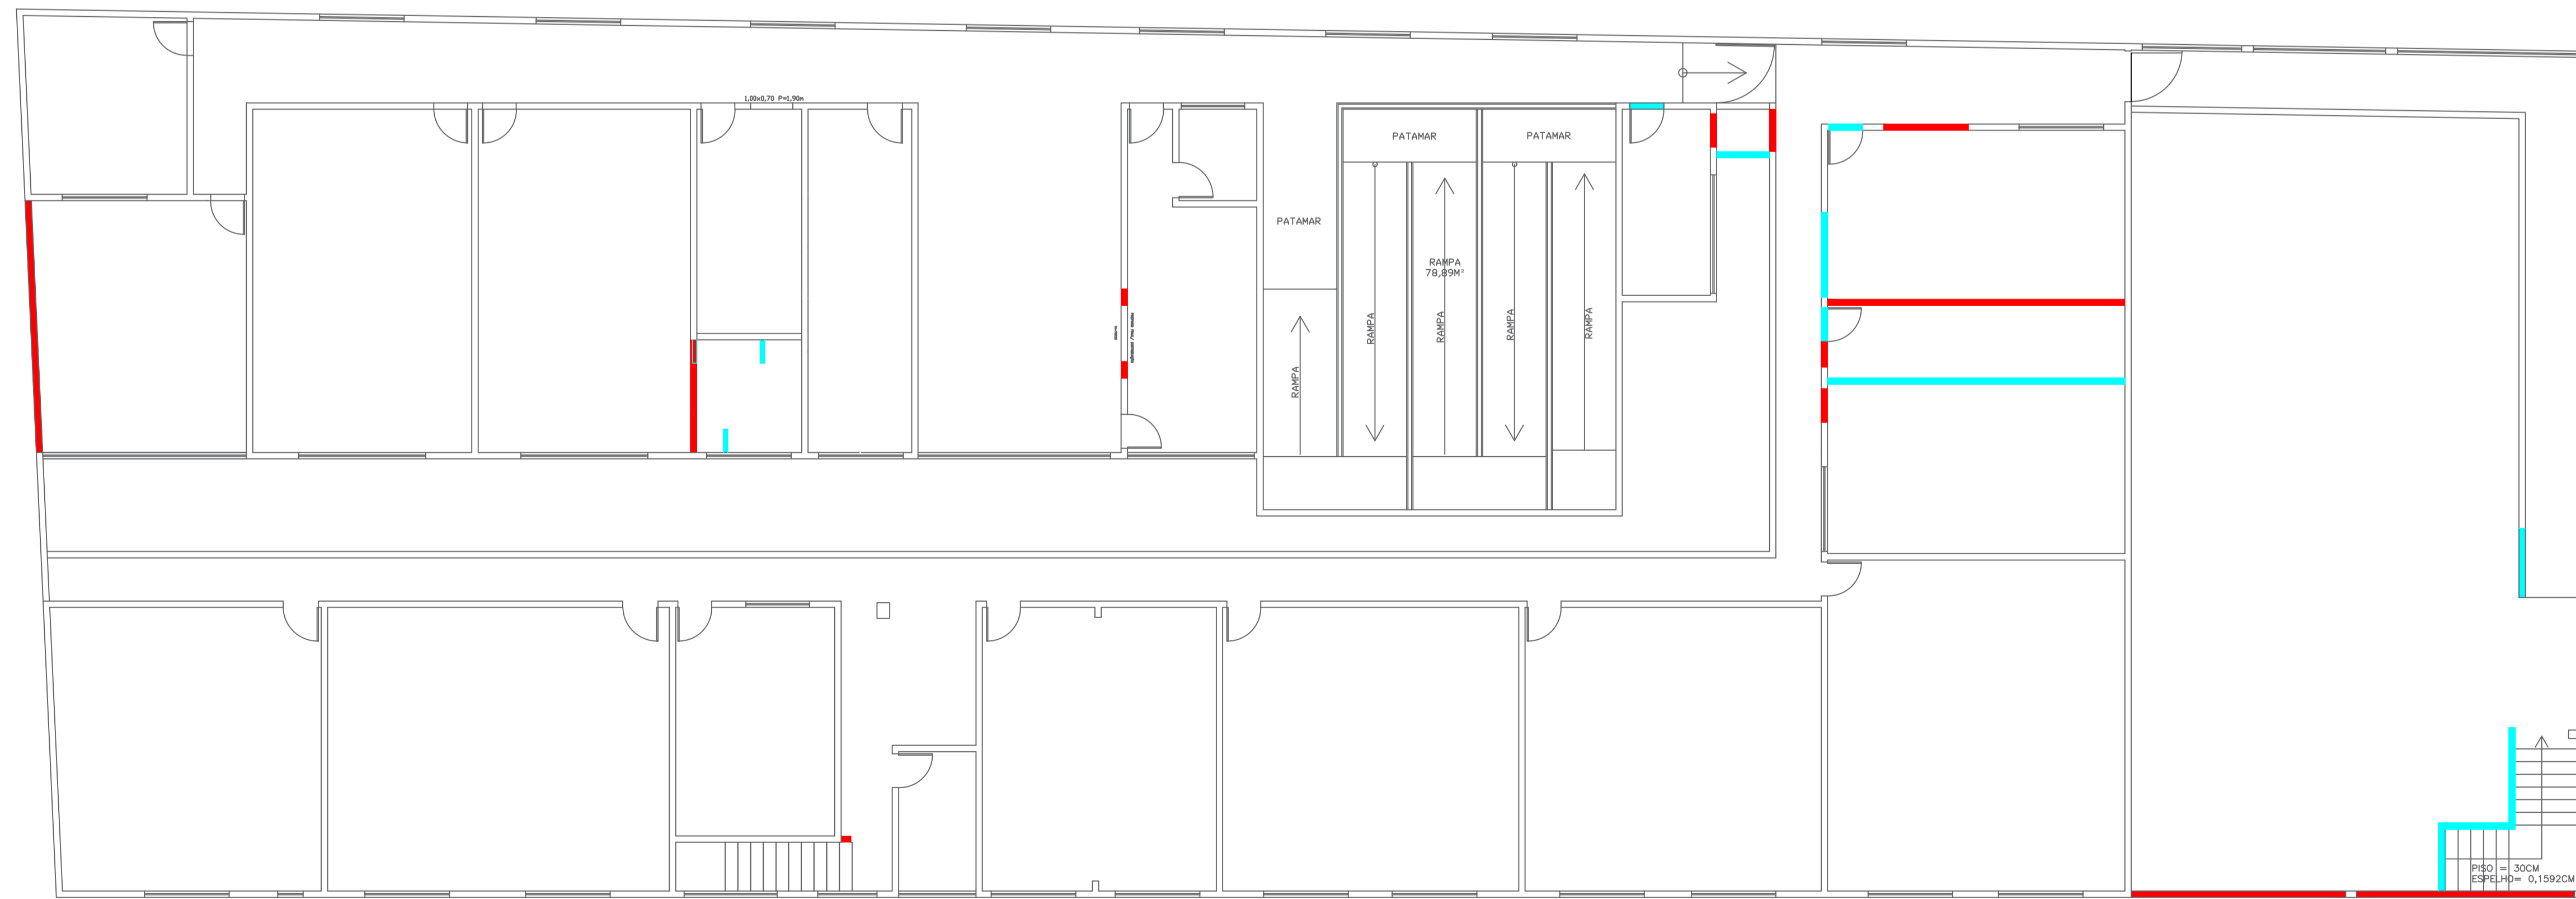 1,00x0,70 P=1,90m
PATAMAR
PATAMAR
PATAMAR
RAMPA
78,89M²
RAMPA
RAMPA
RAMPA
RAMPA
RAMPA
PISO = 30CM
ESPELHO= 0,1592CM